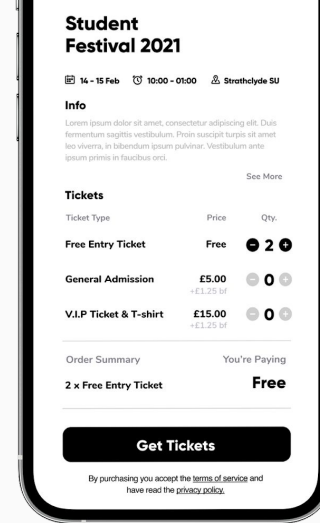 Student
Festival 2021
14 - 15 Feb 10:00 - 01:00 Strathclyde SU
Info
Lorem ipsum dolor sit amet, consectetur adipiscing elit. Duis
fermentum sagittis vestibulum. Proin suscipit turpis sit amet
leo viverra, in bibendum ipsum pulvinar. Vestibulum ante
ipsum primis in faucibus orci.
See More
Tickets
Ticket Type Price Qty.
Free Entry Ticket Free 2
General Admission £5.00 0
+£1.25 bf
V.I.P Ticket & T-shirt £15.00 0
+£1.25 bf
Order Summary You're Paying
2 x Free Entry Ticket Free
Get Tickets
By purchasing you accept the terms of service and
have read the privacy policy.